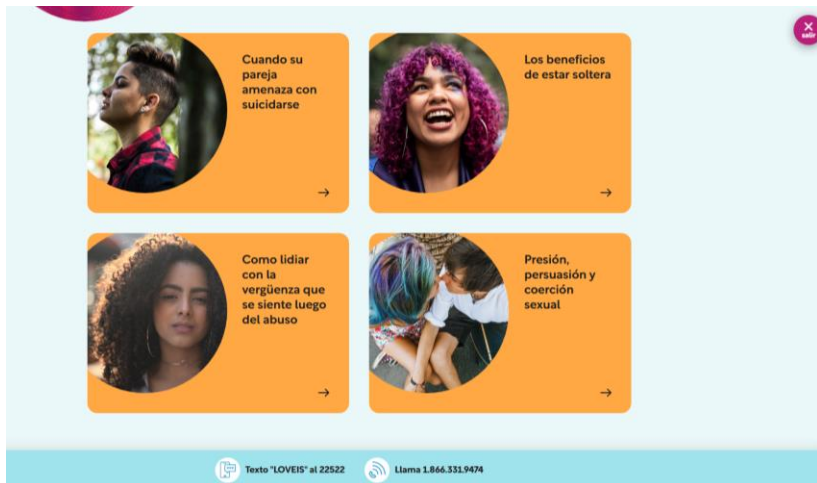 salir
Cuando su
pareja
amenaza con
suicidarse
Los beneficios
de estar soltera
Como lidiar
con la
vergüenza que
se siente luego
del abuso
Presión,
persuasión y
coerción
sexual
Texto "LOVEIS" al 22522
Llama 1.866.331.9474